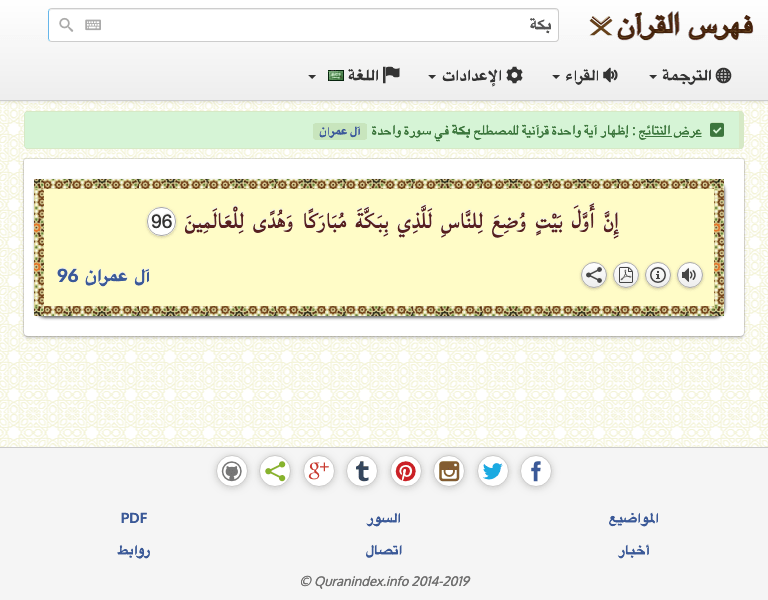 فهرس القرآن
بكة
الترجمة القراء الإعدادات اللغة
عرض النتائج : إظهار آية واحدة قرآنية للمصطلح بكة في سورة واحدة آل عمران
إِنَّ أَوَّلَ بَيْتٍ وُضِعَ لِلنَّاسِ لَلَّذِي بِبَكَّةَ مُبَارَكًا وَهُدًى لِلْعَالَمِينَ 96
آل عمران 96
المواضيع السور PDF
أخبار اتصال روابط
© Quranindex.info 2014-2019